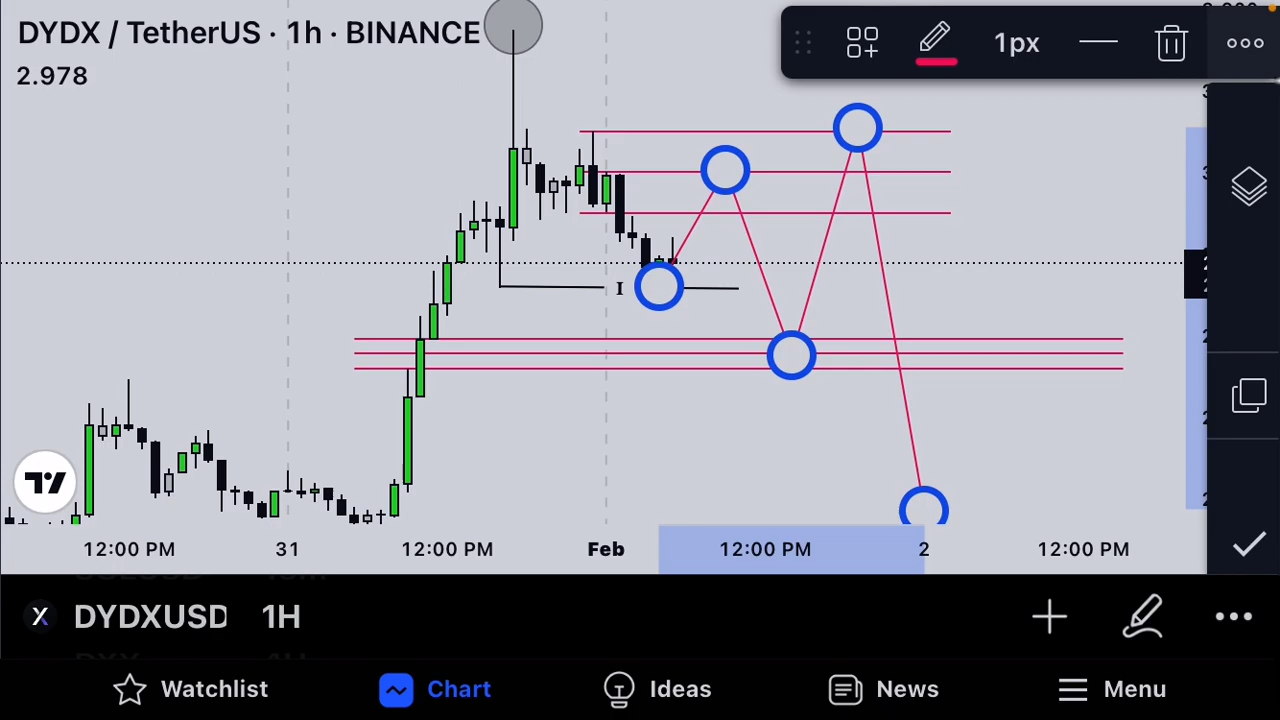 DYDX / TetherUS · 1h · BINANCE
2.978
1px
I
12:00 PM 31 12:00 PM Feb 12:00 PM 2 12:00 PM
DYDXUSD 1H
Watchlist Chart Ideas News Menu